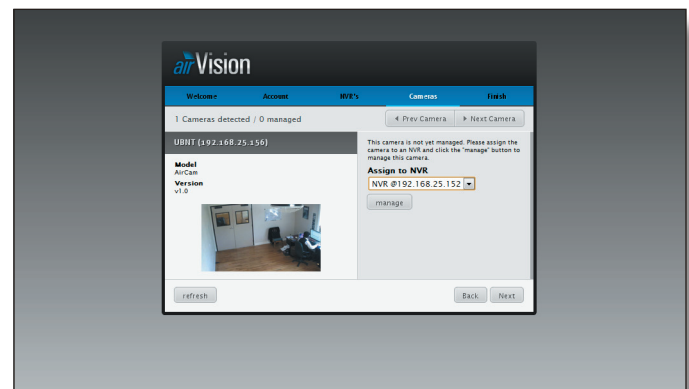 airVision
Welcome Account NVR's Cameras Finish
1 Cameras detected / 0 managed
Prev Camera Next Camera
UBNT (192.168.25.156)
Model
AirCam
Version
v1.0
This camera is not yet managed. Please assign the
camera to an NVR and click the "manage" button to
manage this camera.
Assign to NVR
NVR @192.168.25.152
manage
refresh
Back Next